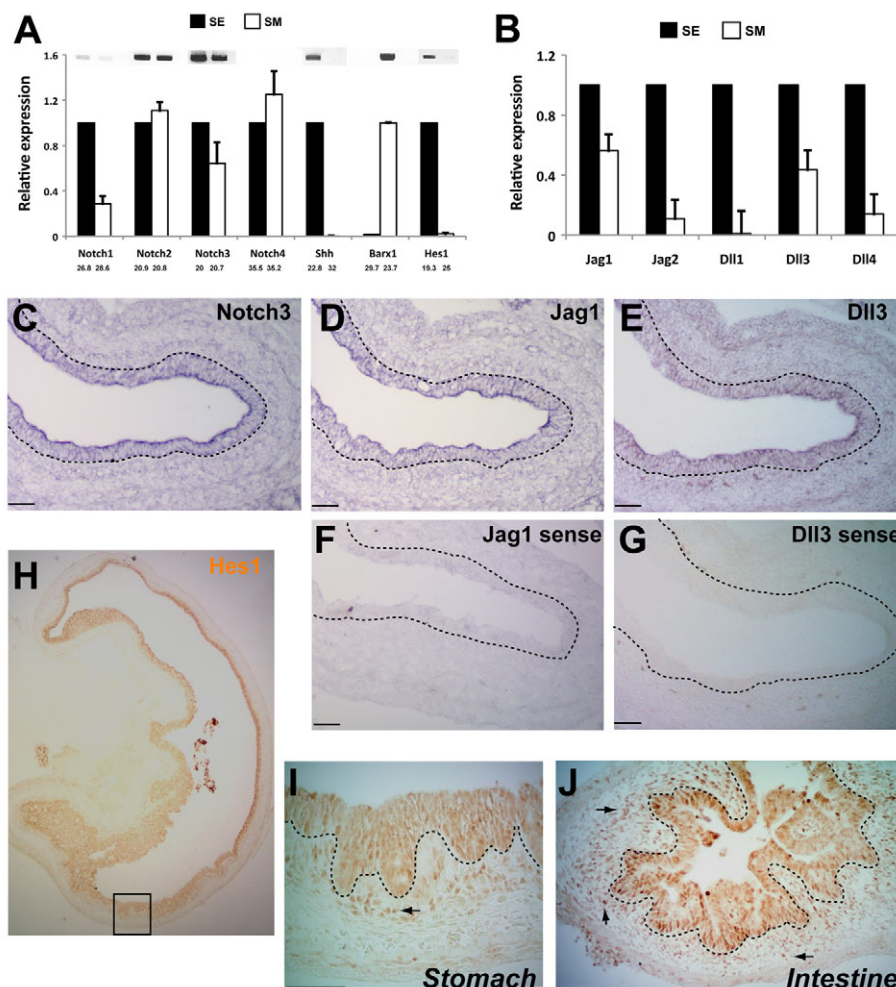 A
SE SM
1.6
1.2
0.8
0.4
0
Relative expression
Notch1 Notch2 Notch3 Notch4 Shh Barx1 Hes1
26.8 28.6 20.9 20.8 20 20.7 35.5 35.2 22.8 32 29.7 23.7 19.3 25
B
SE SM
1.2
0.8
0.4
0
Relative expression
Jag1 Jag2 Dll1 Dll3 Dll4
C Notch3
D Jag1
E Dll3
F Jag1 sense
G Dll3 sense
H Hes1
I Stomach
J Intestine